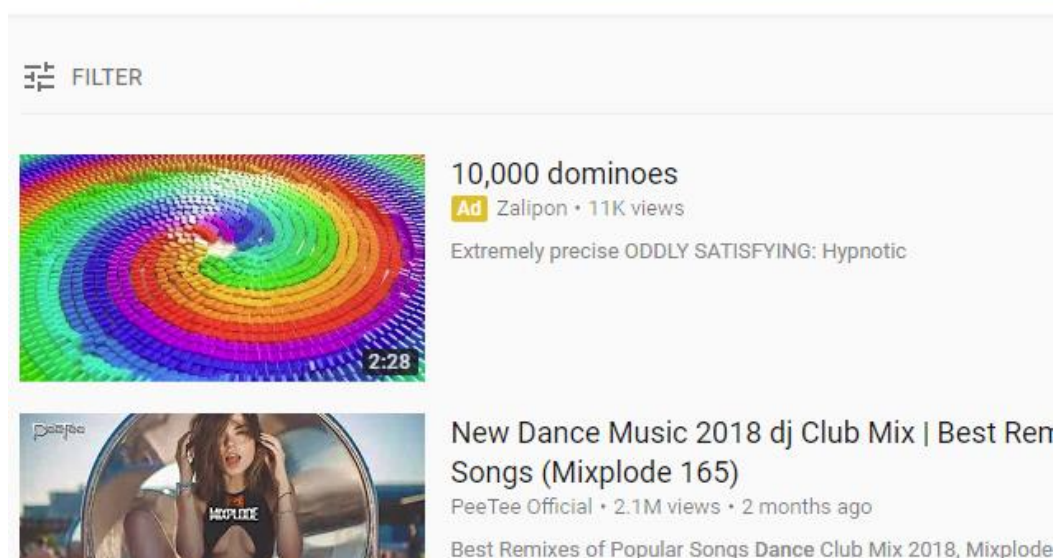 FILTER
10,000 dominoes
Ad Zalipon • 11K views
Extremely precise ODDLY SATISFYING: Hypnotic
2:28
New Dance Music 2018 dj Club Mix | Best Rem
Songs (Mixplode 165)
PeeTee Official • 2.1M views • 2 months ago
Best Remixes of Popular Songs Dance Club Mix 2018, Mixplode
PeeTee
MIXPLODE